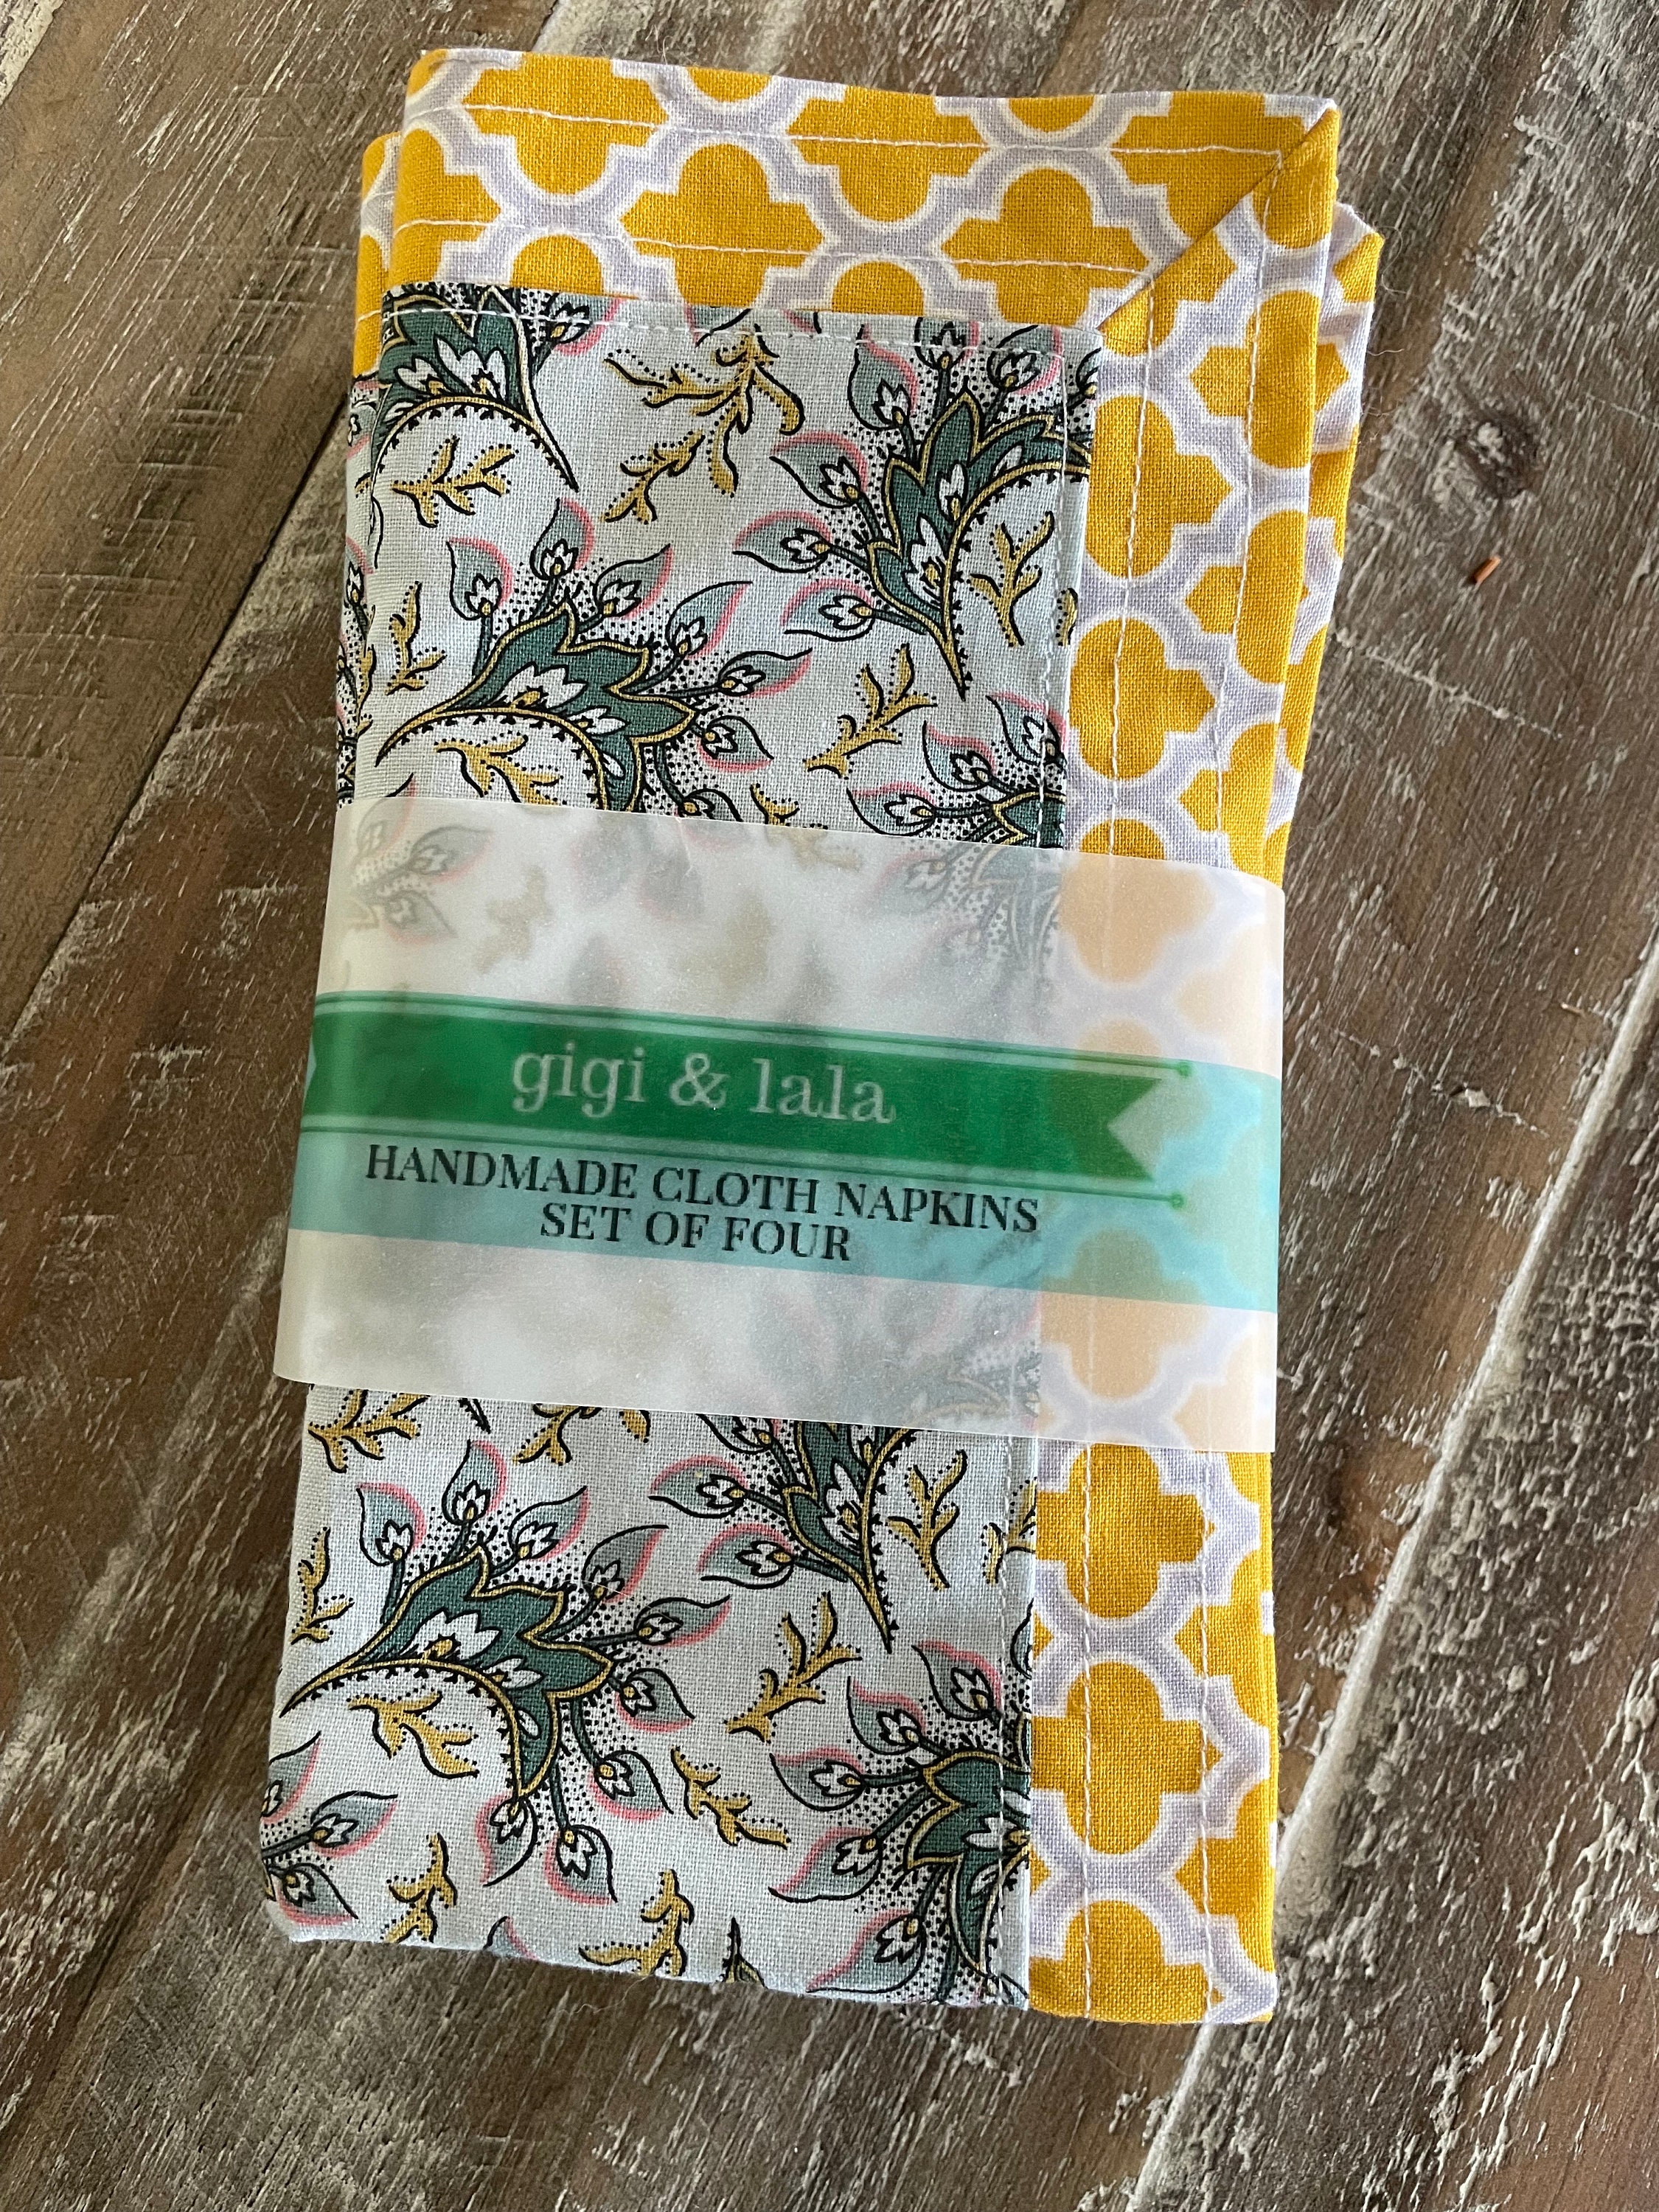 gigi & lala
HANDMADE CLOTH NAPKINS
SET OF FOUR